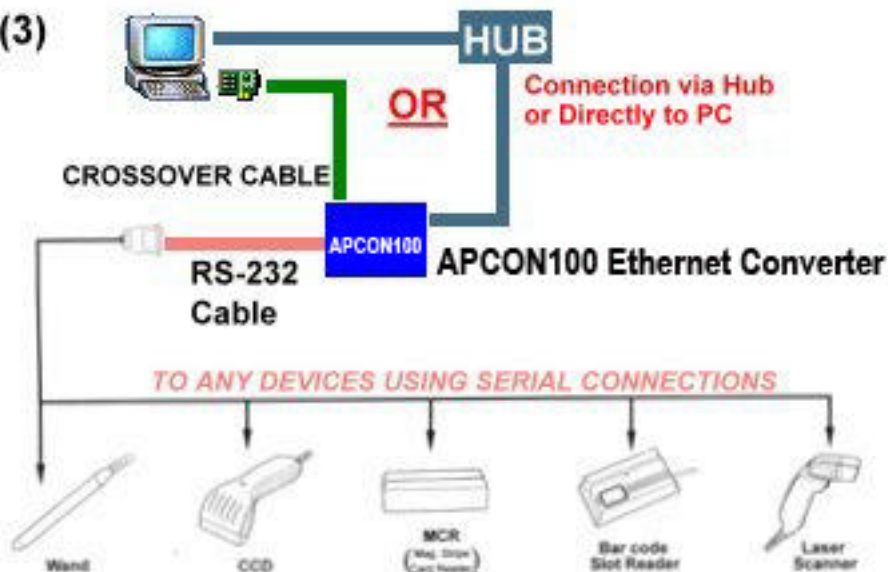 (3)
HUB
OR
Connection via Hub
or Directly to PC
CROSSOVER CABLE
APCON100
APCON100 Ethernet Converter
RS-232
Cable
TO ANY DEVICES USING SERIAL CONNECTIONS
Wand
CCD
MCR
(Mag. Stripe
Card Reader)
Bar code
Slot Reader
Laser
Scanner